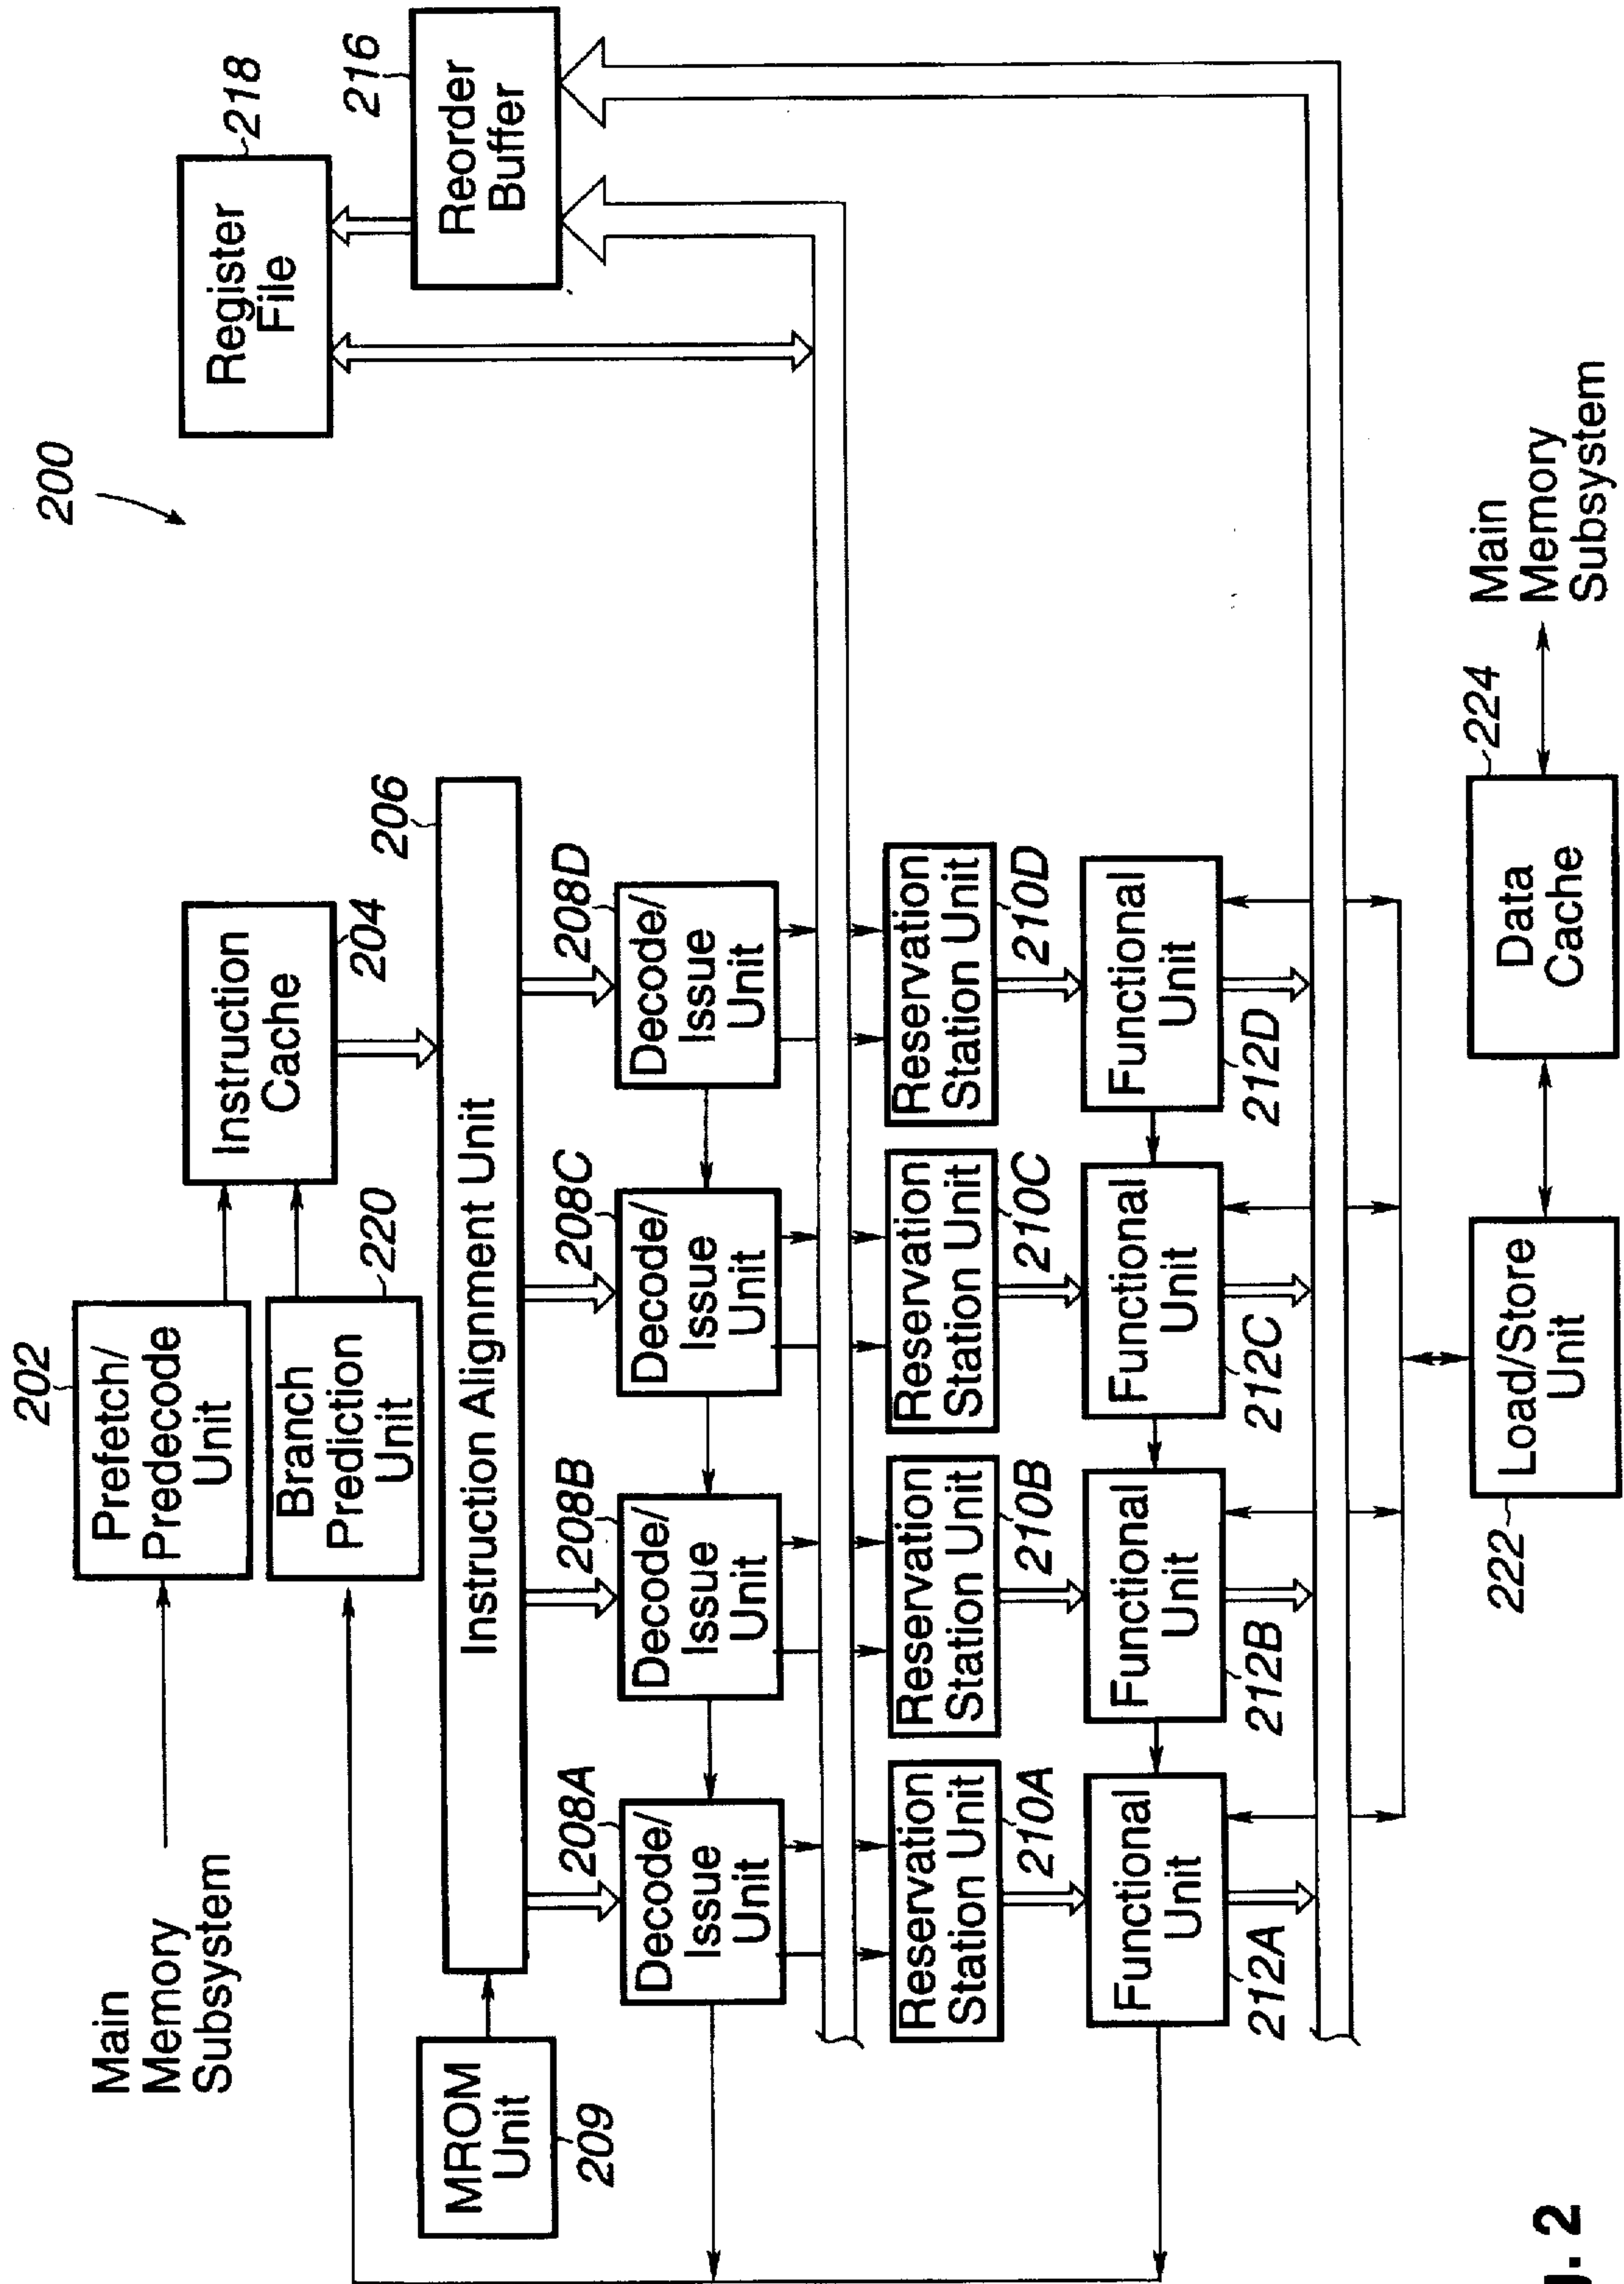 200
Main
Memory
Subsystem
202
Prefetch/
Predecode
Unit
Branch
Prediction
Unit
220
Instruction
Cache
204
Register
File
218
Reorder
Buffer
216
MROM
Unit
209
Instruction Alignment Unit
206
208A
Decode/
Issue
Unit
208B
Decode/
Issue
Unit
208C
Decode/
Issue
Unit
208D
Decode/
Issue
Unit
Reservation
Station Unit
210A
Reservation
Station Unit
210B
Reservation
Station Unit
210C
Reservation
Station Unit
210D
Functional
Unit
212A
Functional
Unit
212B
Functional
Unit
212C
Functional
Unit
212D
222
Load/Store
Unit
Data
Cache
224
Main
Memory
Subsystem
. 2